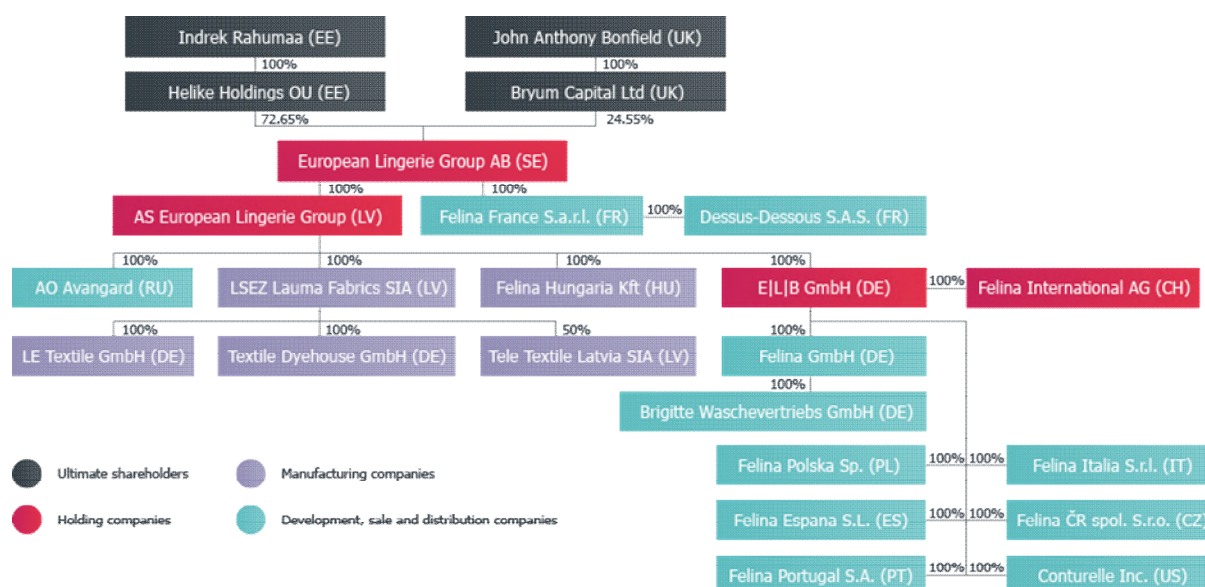 Indrek Rahumaa (EE)
John Anthony Bonfield (UK)
100%
100%
Helike Holdings OU (EE)
Bryum Capital Ltd (UK)
72.65%
24.55%
European Lingerie Group AB (SE)
100%
100%
AS European Lingerie Group (LV)
Felina France S.a.r.l. (FR)
100%
Dessus-Dessous S.A.S. (FR)
100%
100%
100%
100%
AO Avangard (RU)
LSEZ Lauma Fabrics SIA (LV)
Felina Hungaria Kft (HU)
E|L|B GmbH (DE)
100%
Felina International AG (CH)
100%
100%
50%
100%
LE Textile GmbH (DE)
Textile Dyehouse GmbH (DE)
Tele Textile Latvia SIA (LV)
Felina GmbH (DE)
100%
Brigitte Waschevertriebs GmbH (DE)
Ultimate shareholders
Manufacturing companies
Felina Polska Sp. (PL)
100%
100%
Felina Italia S.r.l. (IT)
Holding companies
Development, sale and distribution companies
Felina Espana S.L. (ES)
100%
100%
Felina ČR spol. S.r.o. (CZ)
Felina Portugal S.A. (PT)
100%
100%
Conturelle Inc. (US)